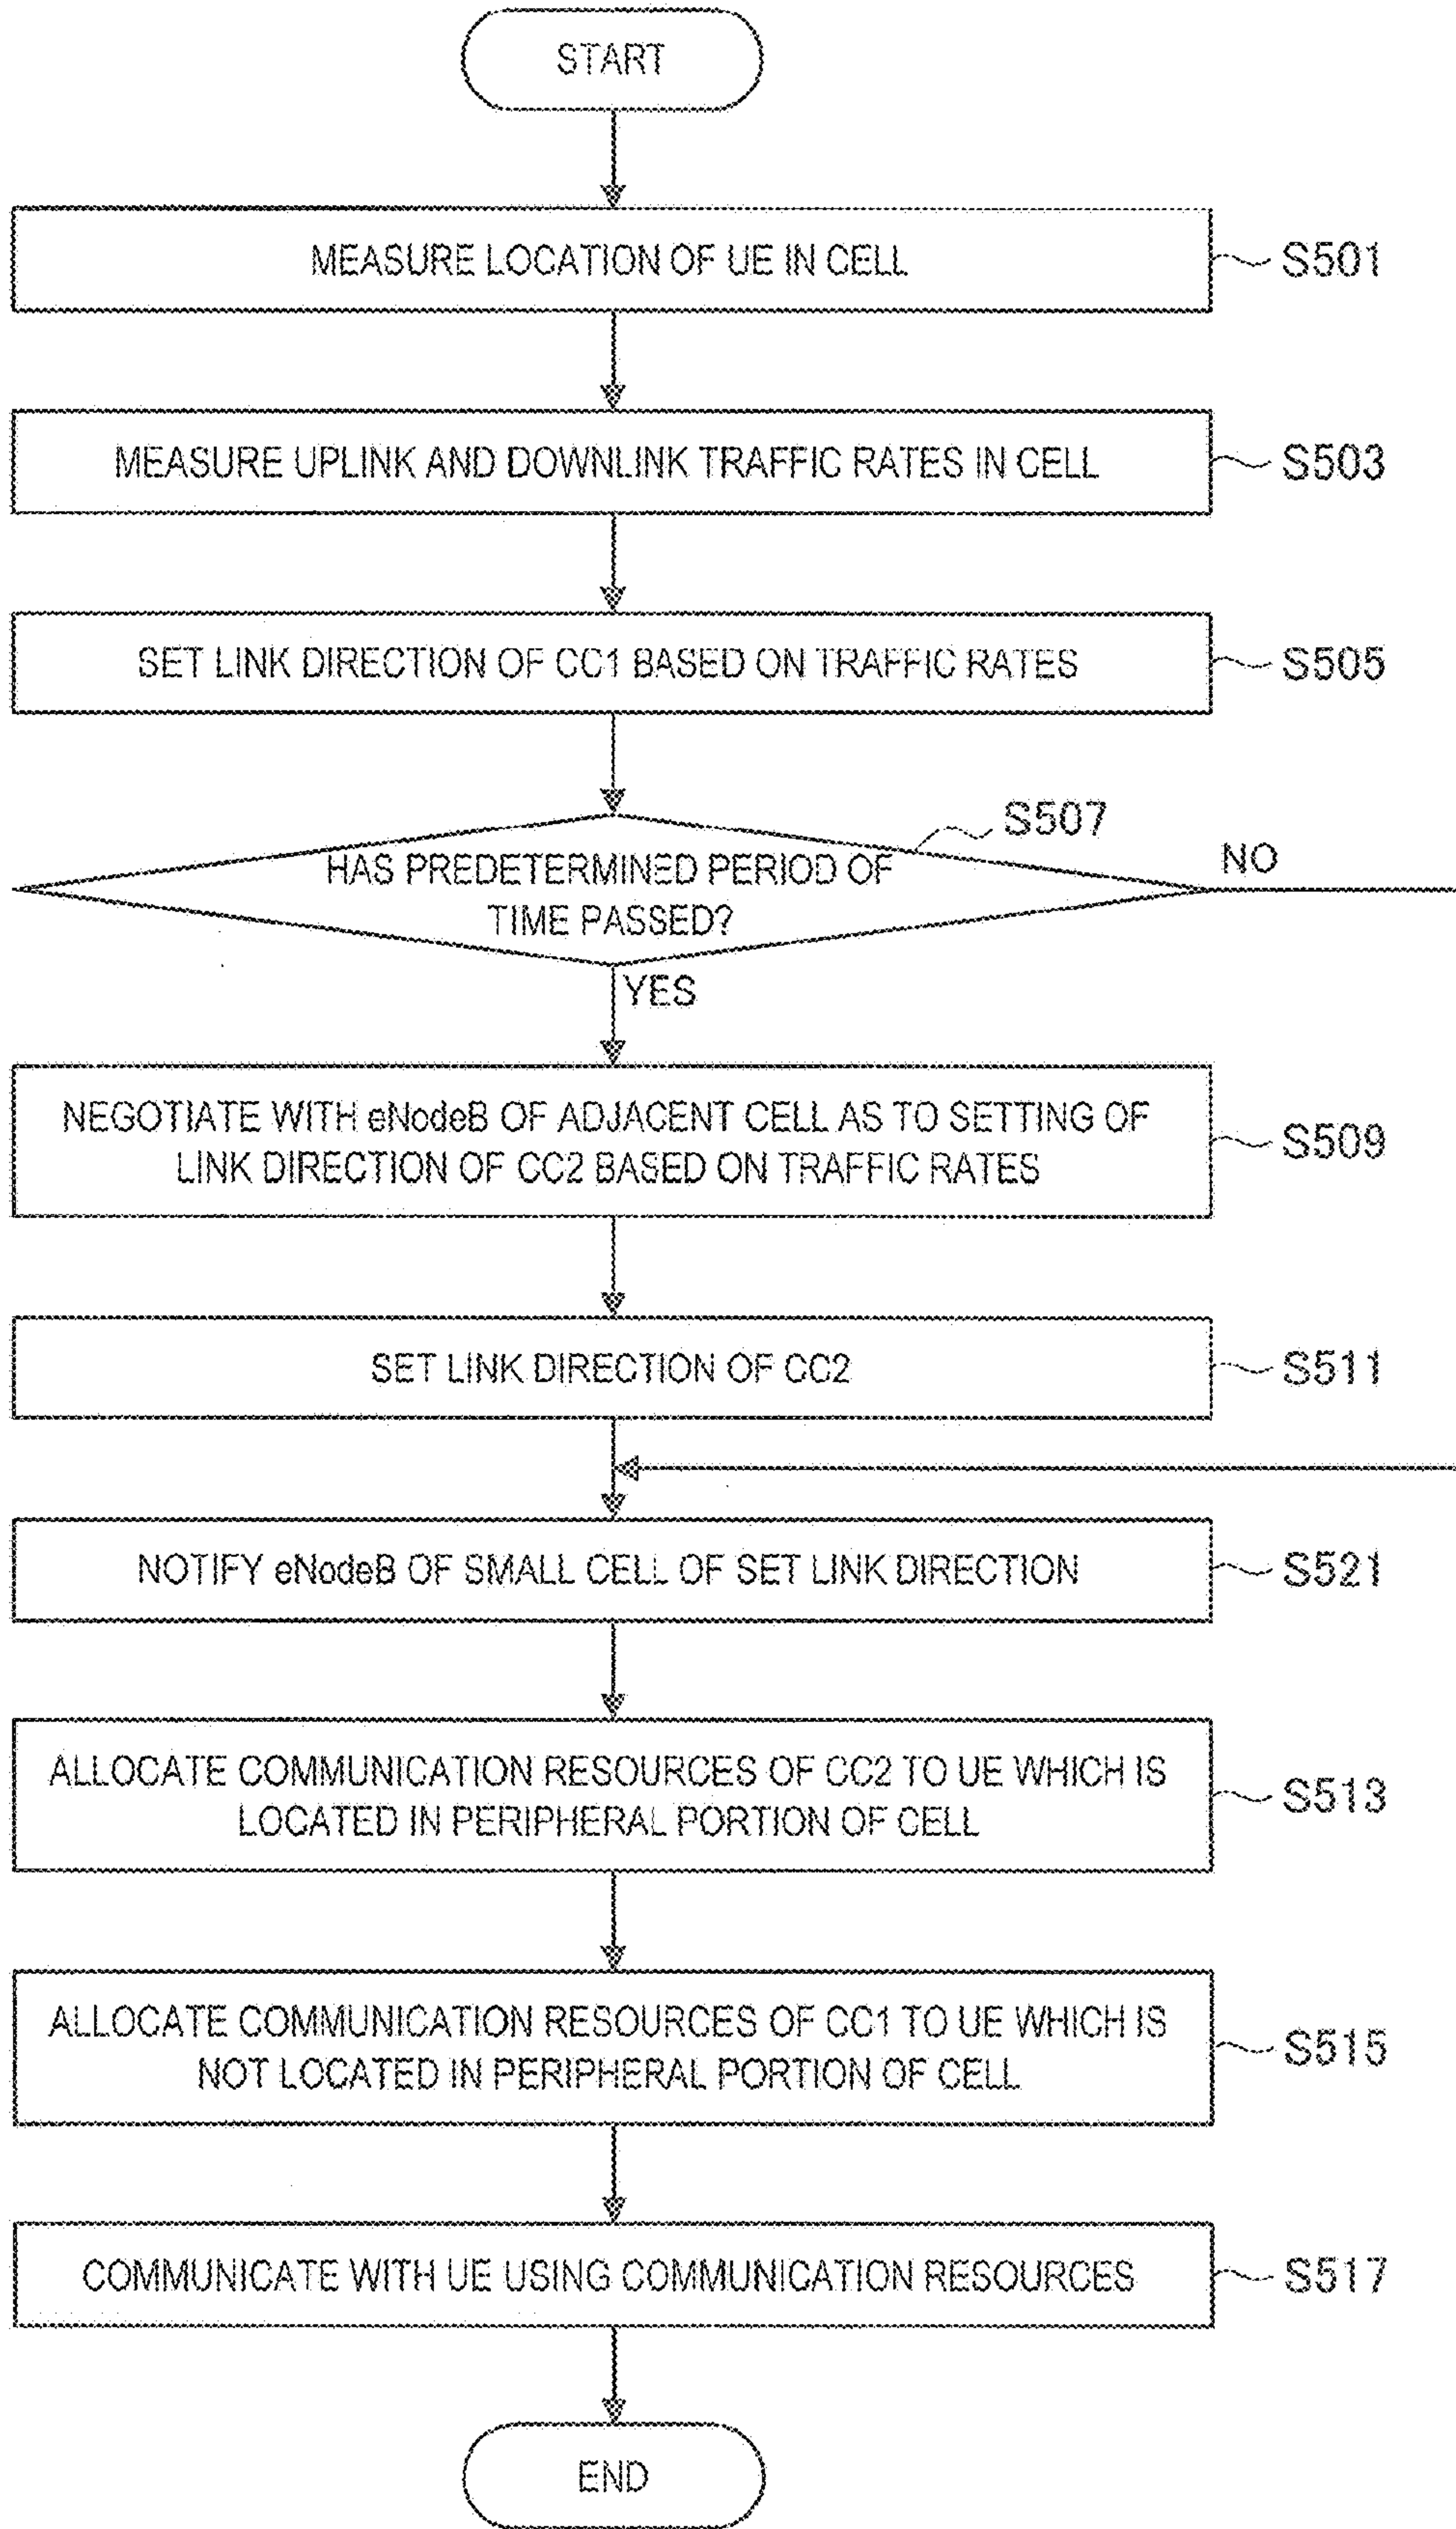 START
MEASURE LOCATION OF UE IN CELL
S501
MEASURE UPLINK AND DOWNLINK TRAFFIC RATES IN CELL
S503
SET LINK DIRECTION OF CC1 BASED ON TRAFFIC RATES
S505
S507
HAS PREDETERMINED PERIOD OF
TIME PASSED?
NO
YES
NEGOTIATE WITH eNodeB OF ADJACENT CELL AS TO SETTING OF
LINK DIRECTION OF CC2 BASED ON TRAFFIC RATES
S509
SET LINK DIRECTION OF CC2
S511
NOTIFY eNodeB OF SMALL CELL OF SET LINK DIRECTION
S521
ALLOCATE COMMUNICATION RESOURCES OF CC2 TO UE WHICH IS
LOCATED IN PERIPHERAL PORTION OF CELL
S513
ALLOCATE COMMUNICATION RESOURCES OF CC1 TO UE WHICH IS
NOT LOCATED IN PERIPHERAL PORTION OF CELL
S515
COMMUNICATE WITH UE USING COMMUNICATION RESOURCES
S517
END